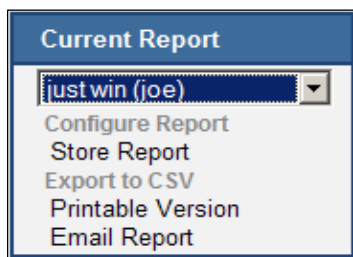 Current Report
just win (joe)
Configure Report
Store Report
Export to CSV
Printable Version
Email Report